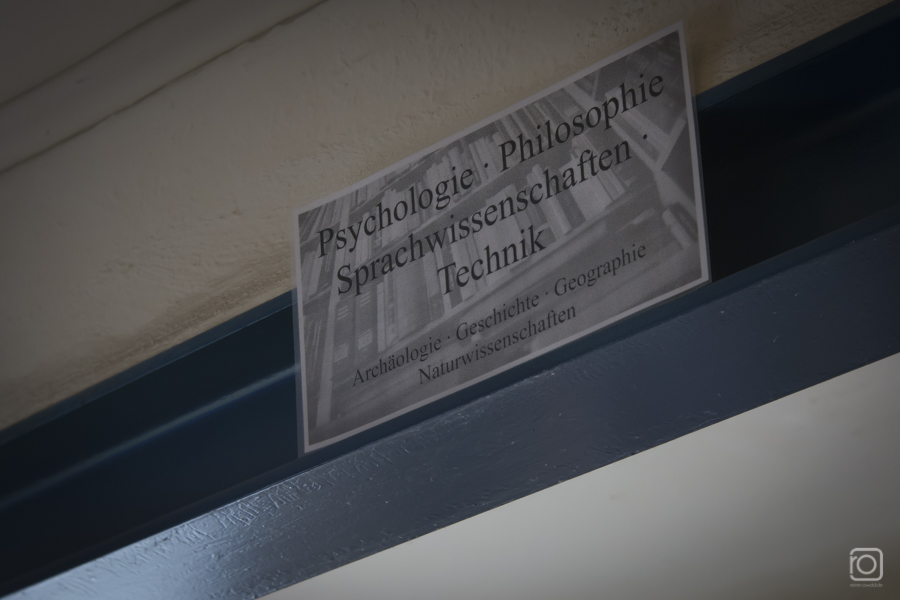 Psychologie · Philosophie
Sprachwissenschaften ·
Technik
Archäologie · Geschichte · Geographie
Naturwissenschaften